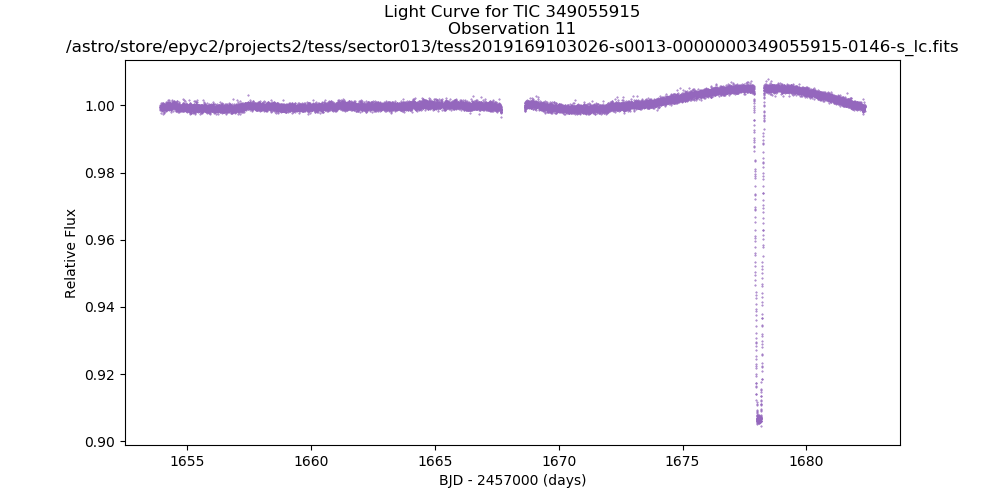 Light Curve for TIC 349055915
Observation 11
/astro/store/epyc2/projects2/tess/sector013/tess2019169103026-s0013-0000000349055915-0146-s_lc.fits
1.00
0.98
0.96
0.94
0.92
0.90
Relative Flux
1655
1660
1665
1670
1675
1680
BJD - 2457000 (days)